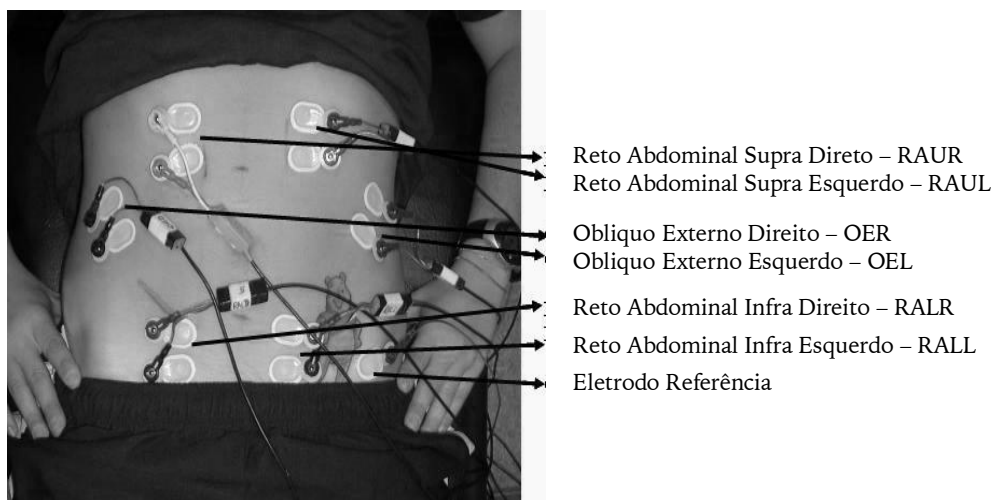 Reto Abdominal Supra Direto – RAUR
Reto Abdominal Supra Esquerdo – RAUL
Obliquo Externo Direito – OER
Obliquo Externo Esquerdo – OEL
Reto Abdominal Infra Direito – RALR
Reto Abdominal Infra Esquerdo – RALL
Eletrodo Referência